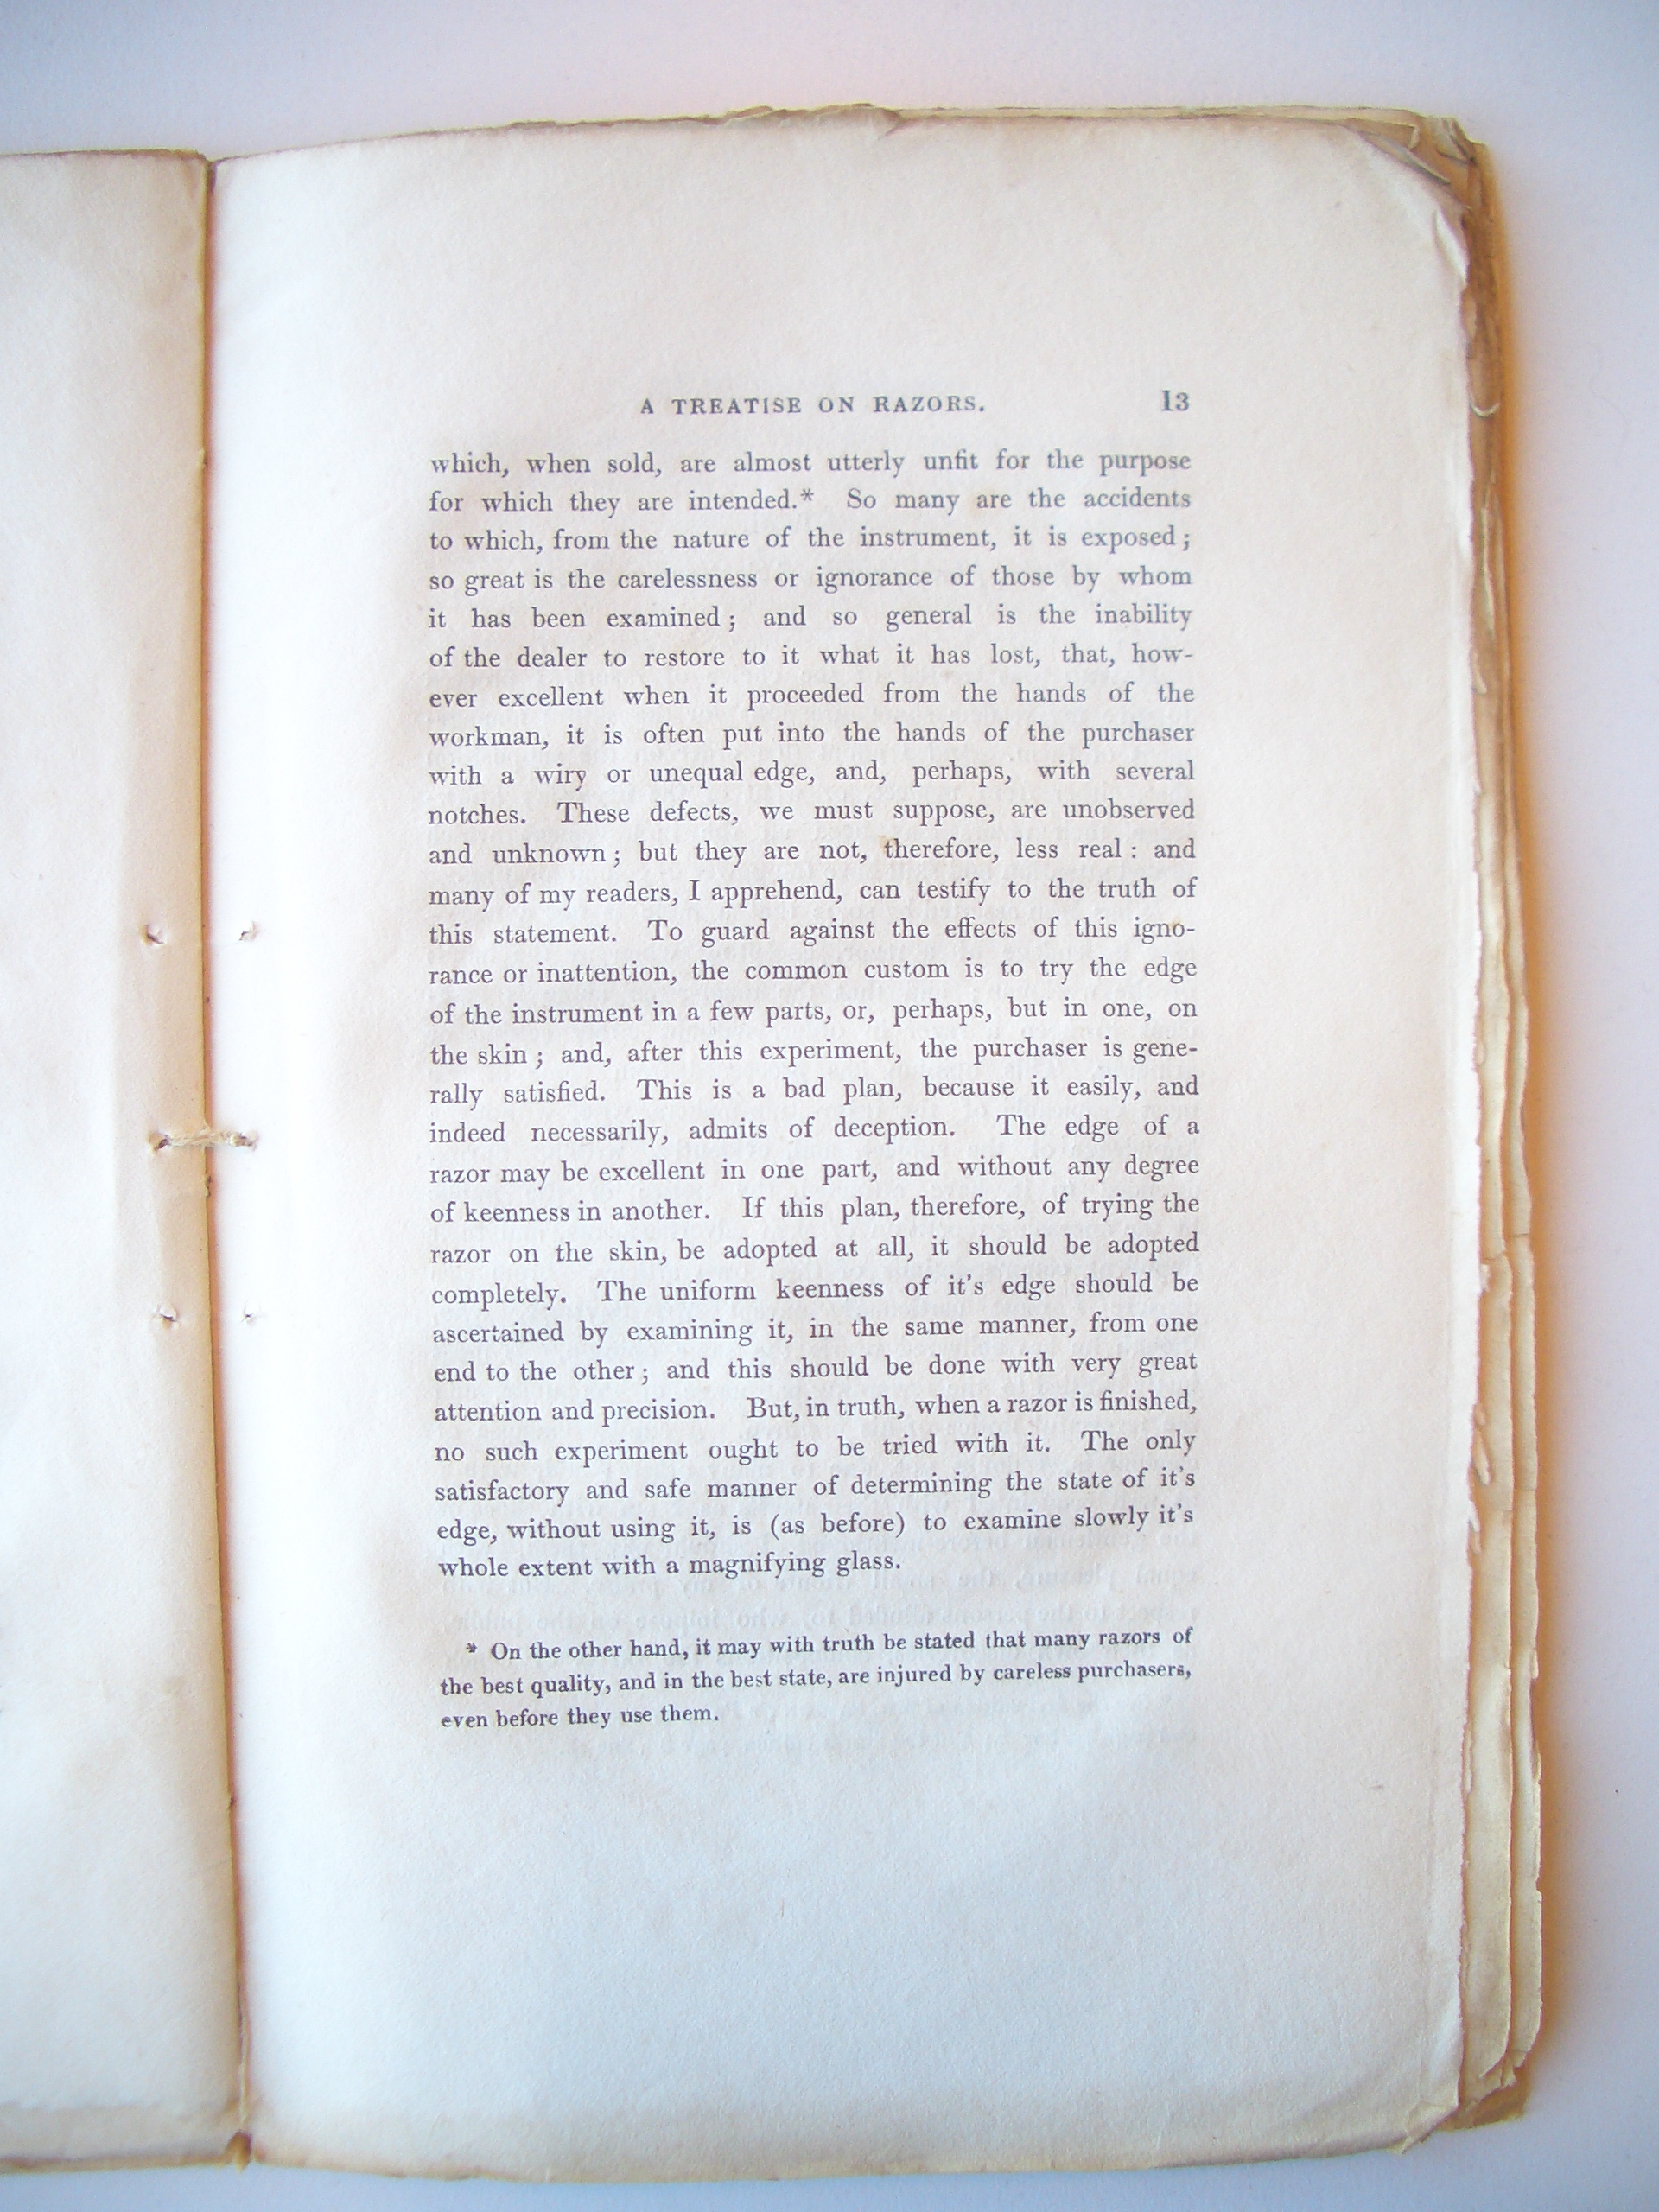 A TREATISE ON RAZORS. 13
which, when sold, are almost utterly unfit for the purpose
for which they are intended.* So many are the accidents
to which, from the nature of the instrument, it is exposed;
so great is the carelessness or ignorance of those by whom
it has been examined; and so general is the inability
of the dealer to restore to it what it has lost, that, how-
ever excellent when it proceeded from the hands of the
workman, it is often put into the hands of the purchaser
with a wiry or unequal edge, and, perhaps, with several
notches. These defects, we must suppose, are unobserved
and unknown; but they are not, therefore, less real: and
many of my readers, I apprehend, can testify to the truth of
this statement. To guard against the effects of this igno-
rance or inattention, the common custom is to try the edge
of the instrument in a few parts, or, perhaps, but in one, on
the skin; and, after this experiment, the purchaser is gene-
rally satisfied. This is a bad plan, because it easily, and
indeed necessarily, admits of deception. The edge of a
razor may be excellent in one part, and without any degree
of keenness in another. If this plan, therefore, of trying the
razor on the skin, be adopted at all, it should be adopted
completely. The uniform keenness of it's edge should be
ascertained by examining it, in the same manner, from one
end to the other; and this should be done with very great
attention and precision. But, in truth, when a razor is finished,
no such experiment ought to be tried with it. The only
satisfactory and safe manner of determining the state of it's
edge, without using it, is (as before) to examine slowly it's
whole extent with a magnifying glass.
* On the other hand, it may with truth be stated that many razors of
the best quality, and in the best state, are injured by careless purchasers,
even before they use them.